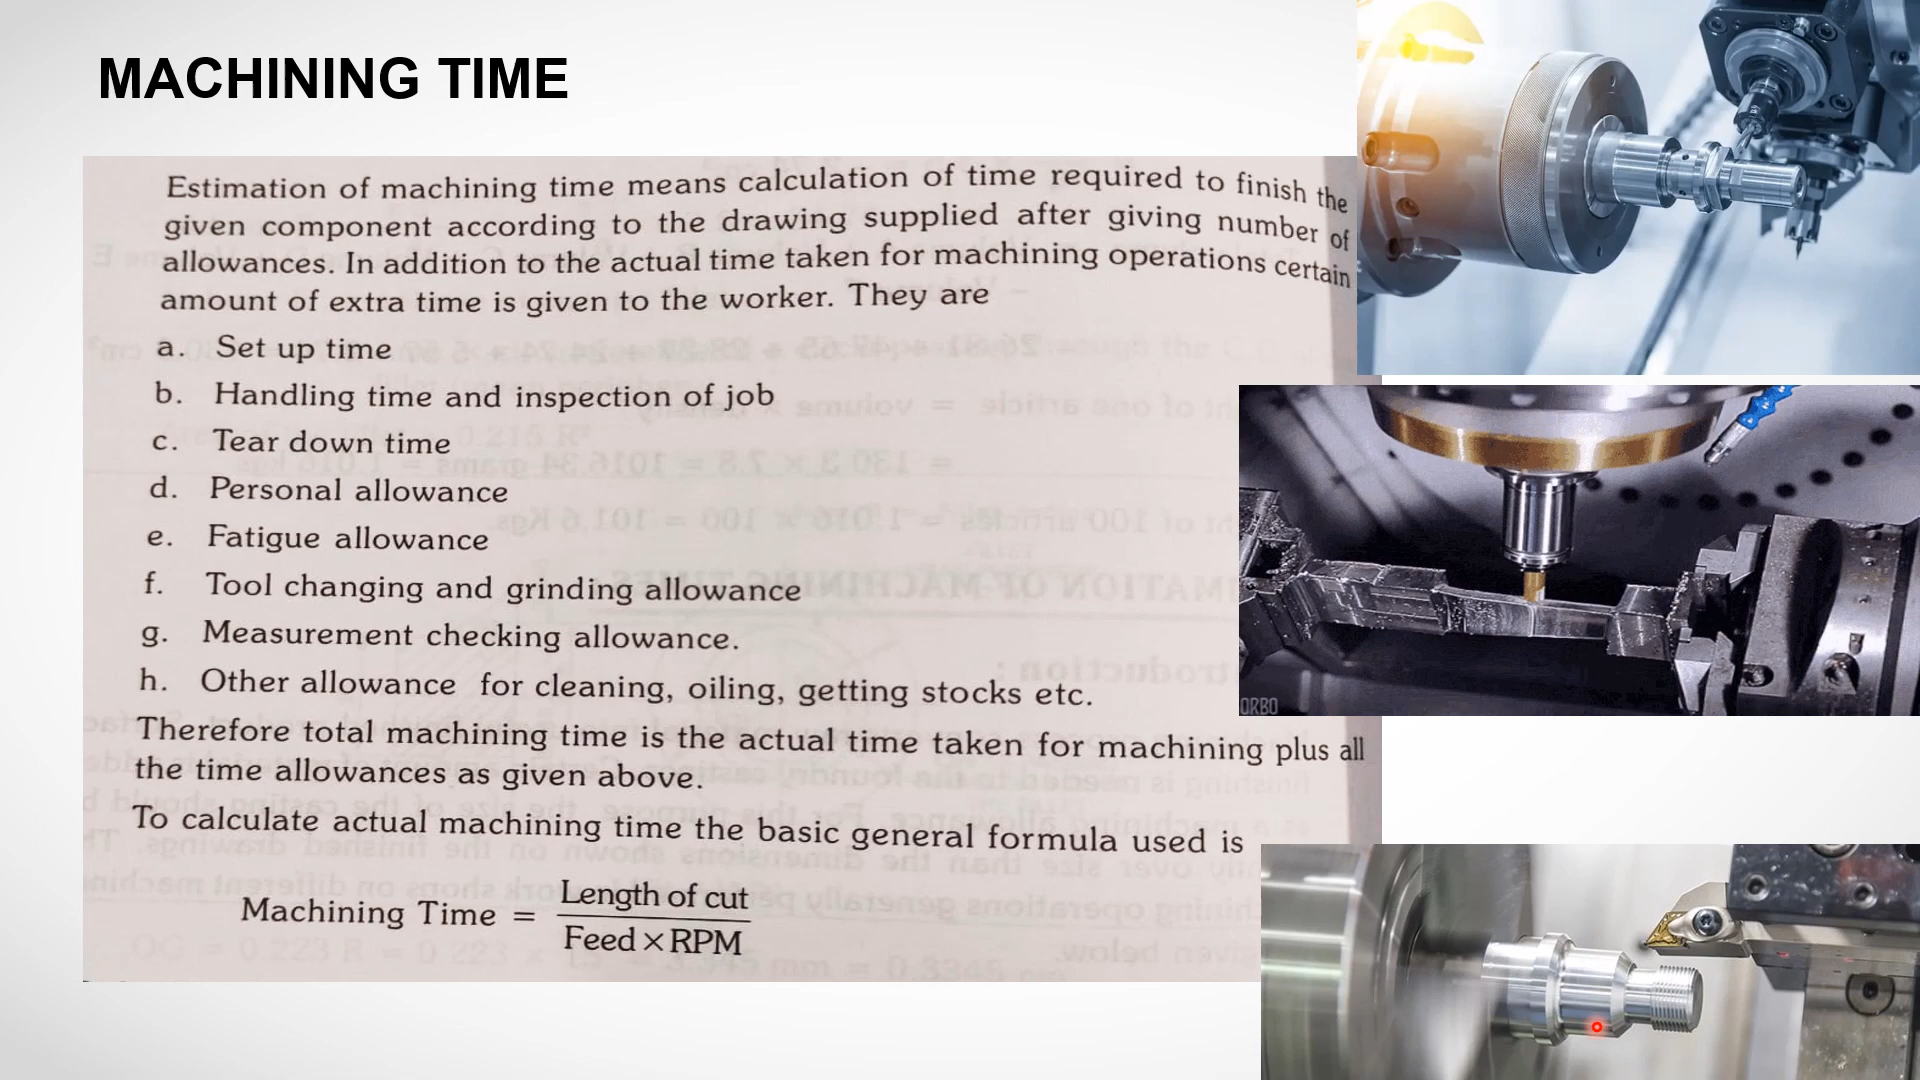 MACHINING TIME
Estimation of machining time means calculation of time required to finish the
given component according to the drawing supplied after giving number of
allowances. In addition to the actual time taken for machining operations certain
amount of extra time is given to the worker. They are
a. Set up time
b. Handling time and inspection of job
c. Tear down time
d. Personal allowance
e. Fatigue allowance
f. Tool changing and grinding allowance
g. Measurement checking allowance.
h. Other allowance for cleaning, oiling, getting stocks etc.
Therefore total machining time is the actual time taken for machining plus all
the time allowances as given above.
To calculate actual machining time the basic general formula used is
Machining Time = Length of cut
Feed × RPM
ORBO